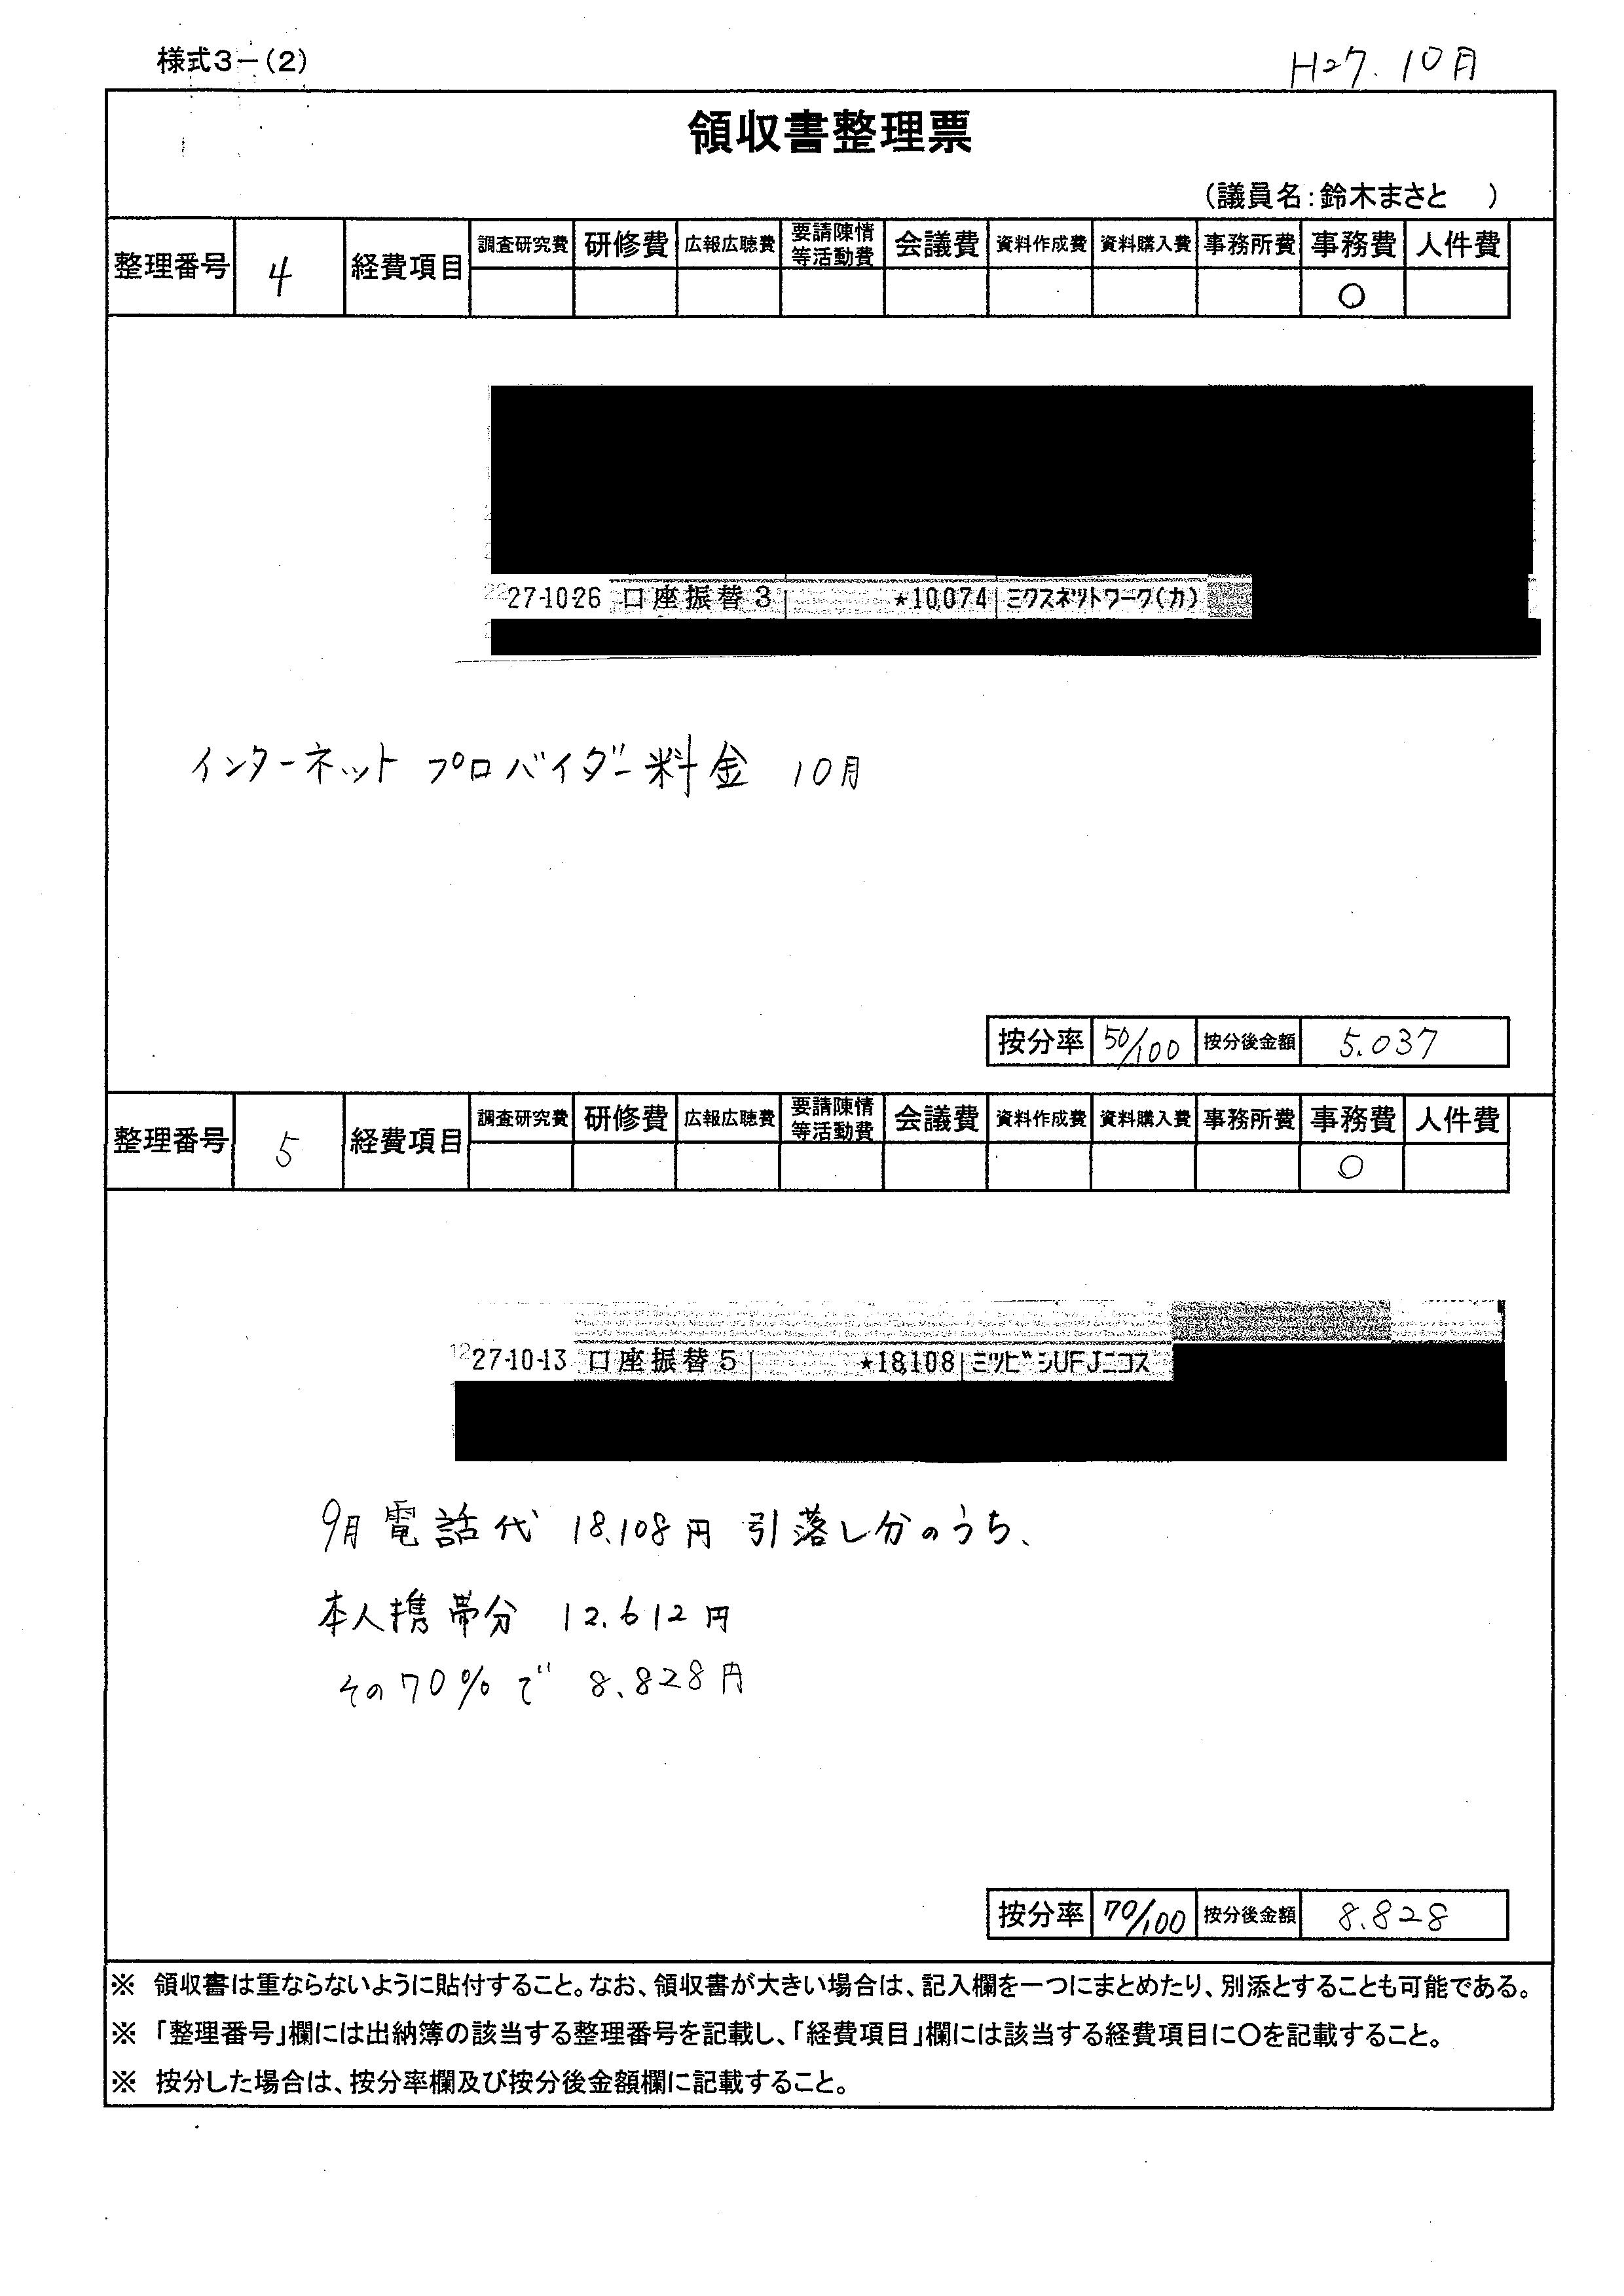 様式3-(2)
H27.10月
領収書整理票
(議員名:鈴木まさと )
整理番号 4 経費項目 調査研究費 研修費 広報広聴費 要請陳情等活動費 会議費 資料作成費 資料購入費 事務所費 事務費 人件費
○
27-10-26 口座振替3 ★10,074 ミクスネットワーク(カ)
インターネット プロバイダー料金 10月
按分率 50/100 按分後金額 5.037
整理番号 5 経費項目 調査研究費 研修費 広報広聴費 要請陳情等活動費 会議費 資料作成費 資料購入費 事務所費 事務費 人件費
○
12 27-10-13 口座振替5 ★18,108 ミツビシUFJニコス
9月電話代 18.108円 引落し分のうち、
本人携帯分 12.612円
その70%で 8.828円
按分率 70/100 按分後金額 8.828
※ 領収書は重ならないように貼付すること。なお、領収書が大きい場合は、記入欄を一つにまとめたり、別添とすることも可能である。
※ 「整理番号」欄には出納簿の該当する整理番号を記載し、「経費項目」欄には該当する経費項目に○を記載すること。
※ 按分した場合は、按分率欄及び按分後金額欄に記載すること。